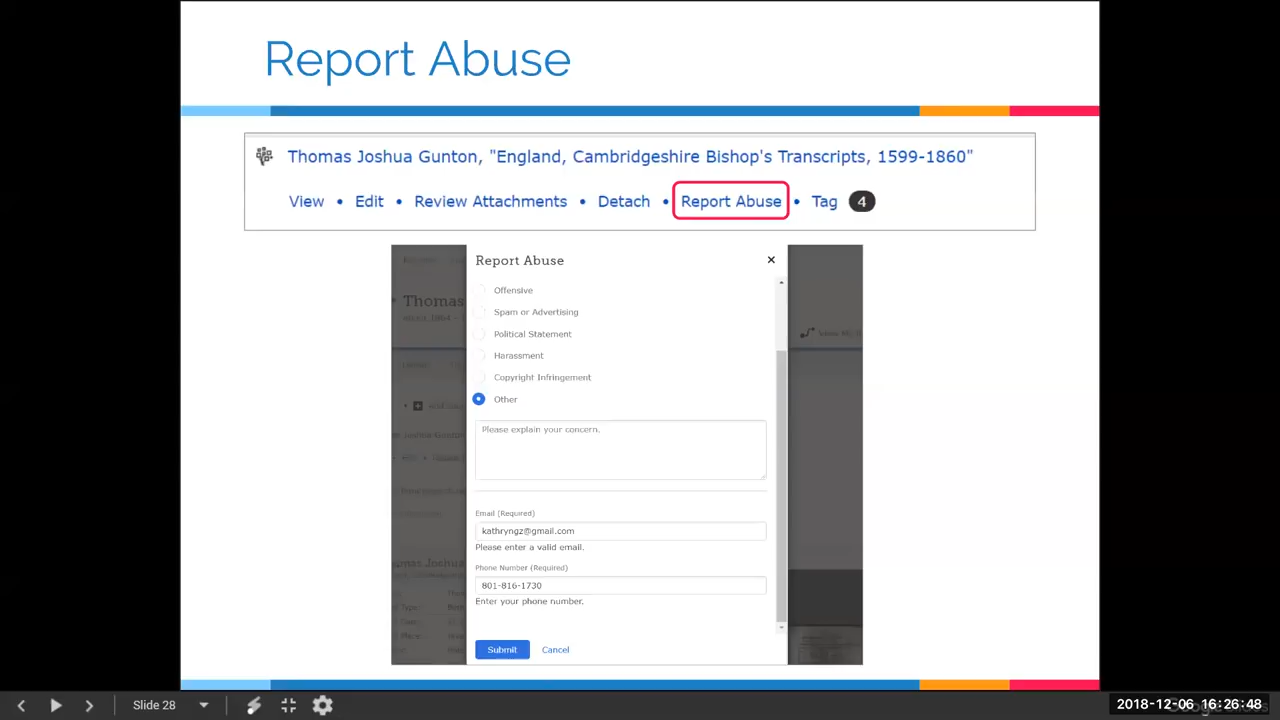 Report Abuse
Thomas Joshua Gunton, "England, Cambridgeshire Bishop's Transcripts, 1599-1860"
View • Edit • Review Attachments • Detach • Report Abuse • Tag 4
Report Abuse
Offensive
Thomas
Spam or Advertising
Political Statement
Harassment
Copyright Infringement
Other
Please explain your concern.
Email (Required)
kathryngz@gmail.com
Please enter a valid email.
Phone Number (Required)
801-816-1730
Enter your phone number.
Submit Cancel
Slide 28
2018-12-06 16:26:48